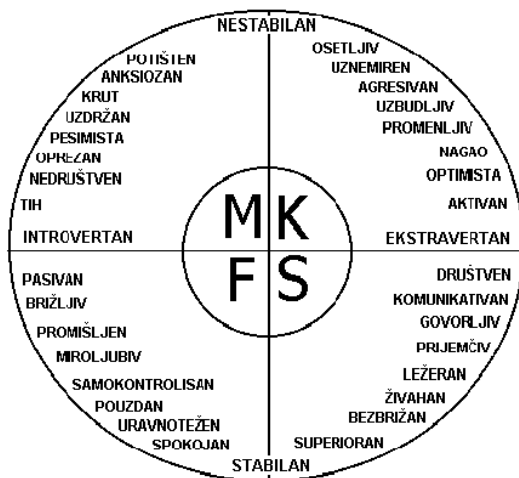 NESTABILAN
POTIŠTEN
ANKSIOZAN
KRUT
UZDRŽAN
PESIMISTA
OPREZAN
NEDRUŠTVEN
TIH
INTROVERTAN
OSETLJIV
UZNEMIREN
AGRESIVAN
UZBUDLJIV
PROMENLJIV
NAGAO
OPTIMISTA
AKTIVAN
EKSTRAVERTAN
M K
F S
PASIVAN
BRIŽLJIV
PROMIŠLJEN
MIROLJUBIV
SAMOKONTROLISAN
POUZDAN
URAVNOTEŽEN
SPOKOJAN
DRUŠTVEN
KOMUNIKATIVAN
GOVORLJIV
PRIJEMČIV
LEŽERAN
ŽIVAHAN
BEZBRIŽAN
SUPERIORAN
STABILAN